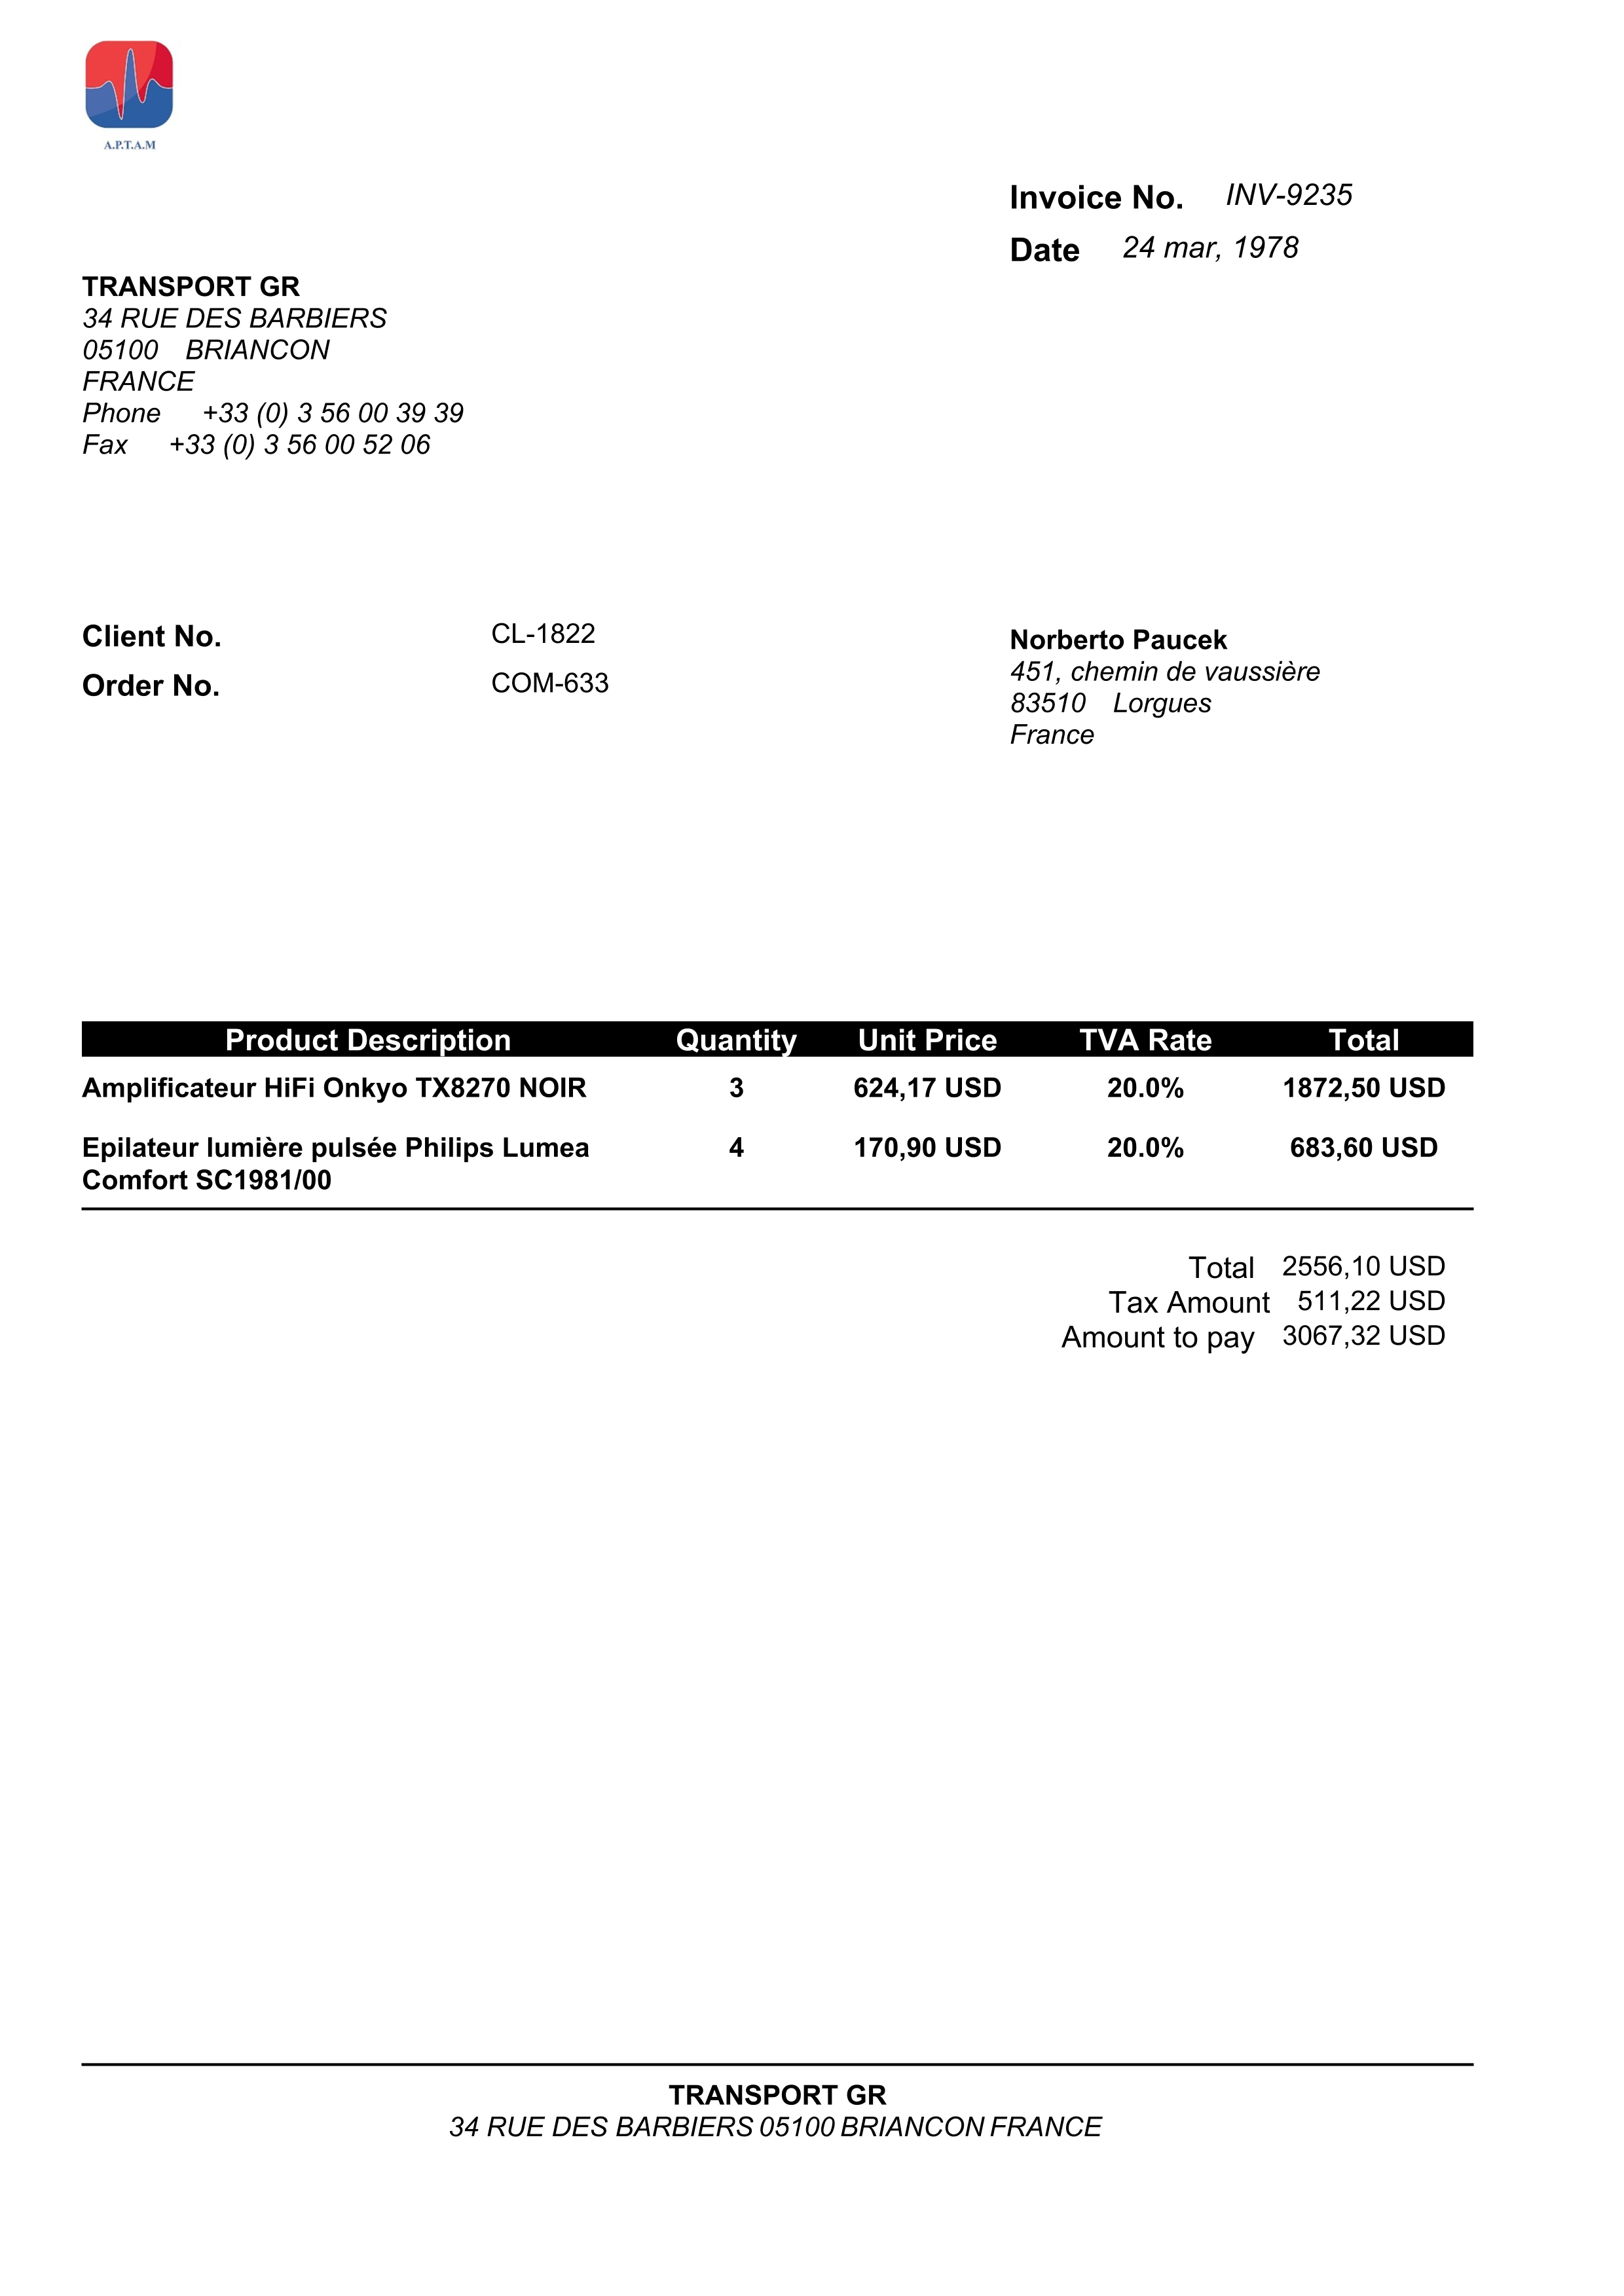 A.P.T.A.M
Invoice No. INV-9235
Date 24 mar, 1978
TRANSPORT GR
34 RUE DES BARBIERS
05100 BRIANCON
FRANCE
Phone +33 (0) 3 56 00 39 39
Fax +33 (0) 3 56 00 52 06
Client No. CL-1822
Order No. COM-633
Norberto Paucek
451, chemin de vaussière
83510 Lorgues
France
Product Description Quantity Unit Price TVA Rate Total
Amplificateur HiFi Onkyo TX8270 NOIR 3 624,17 USD 20.0% 1872,50 USD
Epilateur lumière pulsée Philips Lumea 4 170,90 USD 20.0% 683,60 USD
Comfort SC1981/00
Total 2556,10 USD
Tax Amount 511,22 USD
Amount to pay 3067,32 USD
TRANSPORT GR
34 RUE DES BARBIERS 05100 BRIANCON FRANCE